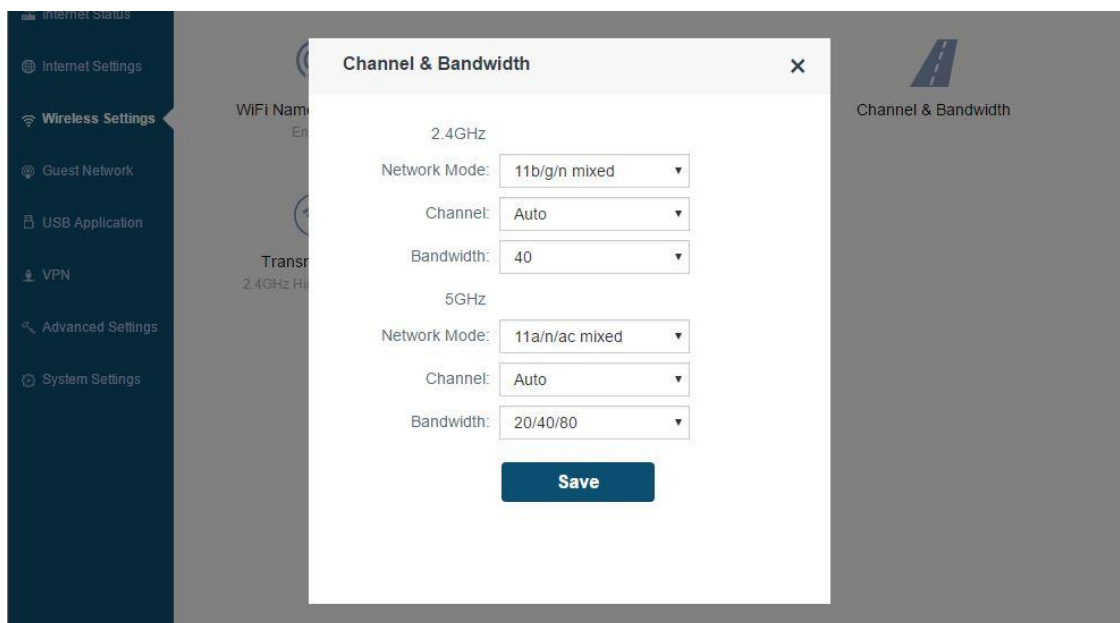 Internet Status
Internet Settings
Wireless Settings
Guest Network
USB Application
VPN
Advanced Settings
System Settings
WiFi Nam
En
Transr
2.4GHz Hi
Channel & Bandwidth
Channel & Bandwidth ×
2.4GHz
Network Mode: 11b/g/n mixed
Channel: Auto
Bandwidth: 40
5GHz
Network Mode: 11a/n/ac mixed
Channel: Auto
Bandwidth: 20/40/80
Save